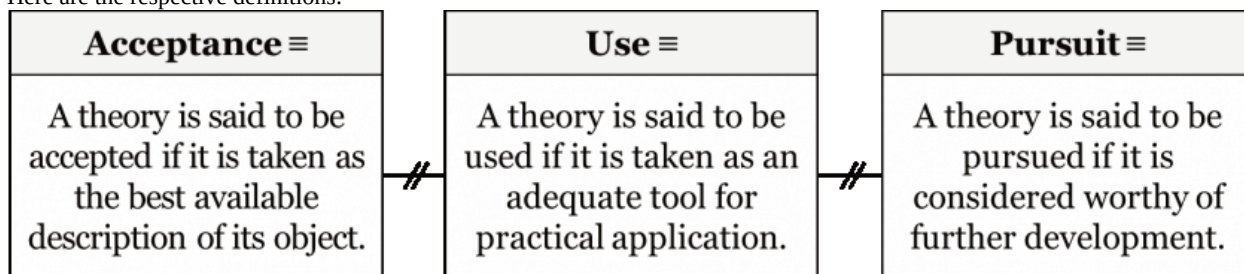 Here are the respective definitions:
Acceptance ≡
A theory is said to be
accepted if it is taken as
the best available
description of its object.
Use ≡
A theory is said to be
used if it is taken as an
adequate tool for
practical application.
Pursuit ≡
A theory is said to be
pursued if it is
considered worthy of
further development.